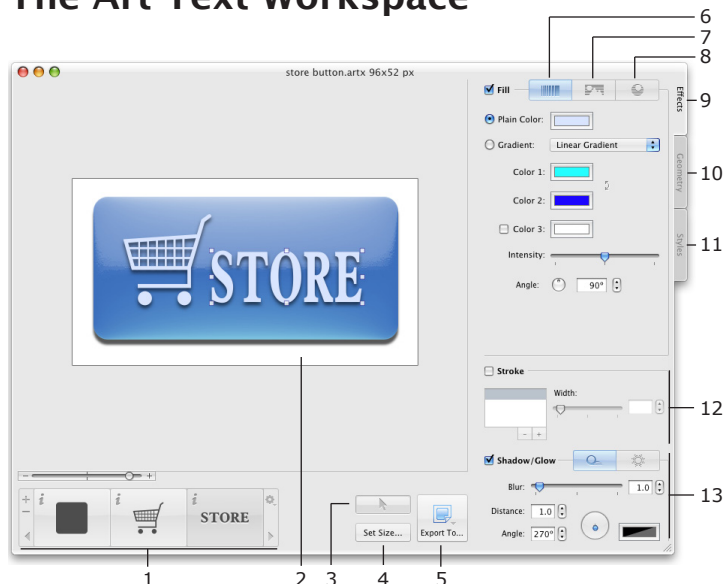 The Art Text Workspace
6
7
8
store button.artx 96x52 px
Fill
Effects
9
Plain Color:
Gradient: Linear Gradient
Color 1:
Geometry
10
Color 2:
Color 3:
Styles
11
Intensity:
Angle: 90°
STORE
Stroke
Width:
12
- +
- +
Shadow/Glow
Blur: 1.0
13
+ i i i
- STORE
Distance: 1.0
Set Size... Export To...
Angle: 270°
1 2 3 4 5